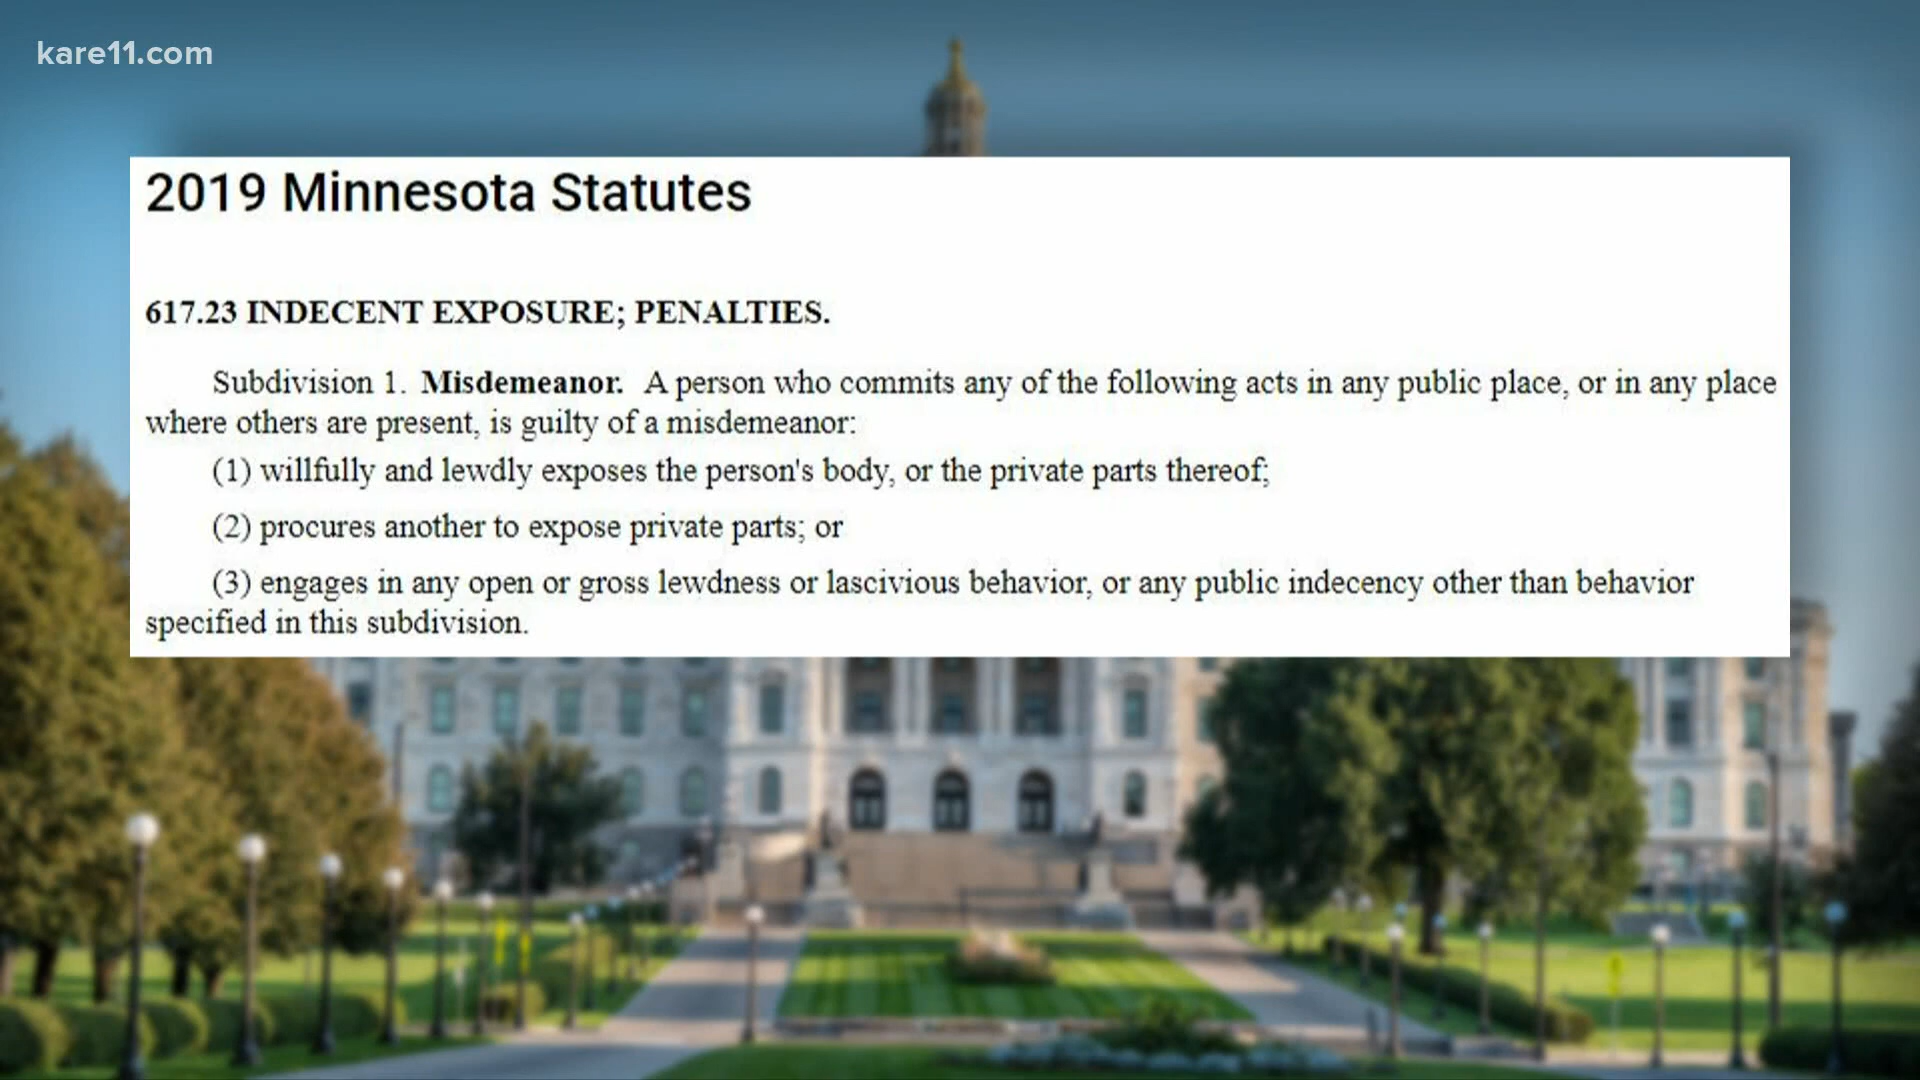 kare11.com
2019 Minnesota Statutes
617.23 INDECENT EXPOSURE; PENALTIES.
Subdivision 1. Misdemeanor. A person who commits any of the following acts in any public place, or in any place
where others are present, is guilty of a misdemeanor:
(1) willfully and lewdly exposes the person's body, or the private parts thereof;
(2) procures another to expose private parts; or
(3) engages in any open or gross lewdness or lascivious behavior, or any public indecency other than behavior
specified in this subdivision.